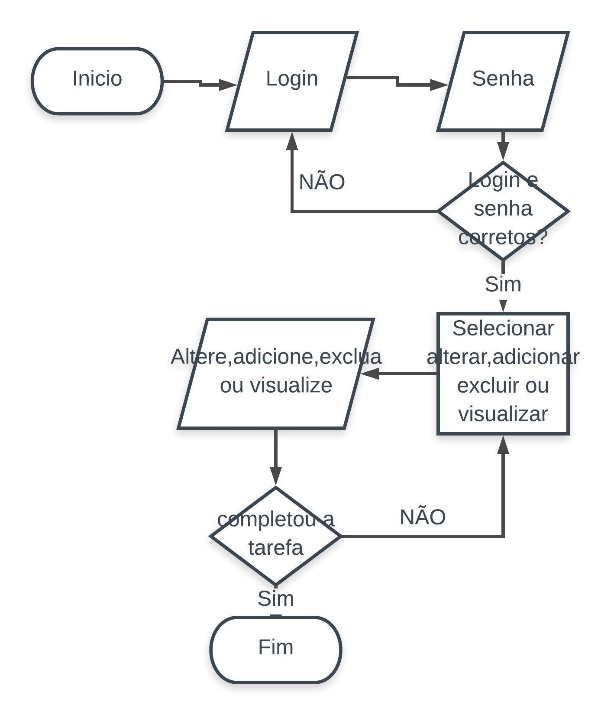 Inicio
Login
Senha
NÃO
Login e
senha
corretos?
Sim
Selecionar
alterar,adicionar
excluir ou
visualizar
Altere,adicione,exclua
ou visualize
completou a
tarefa
NÃO
Sim
Fim